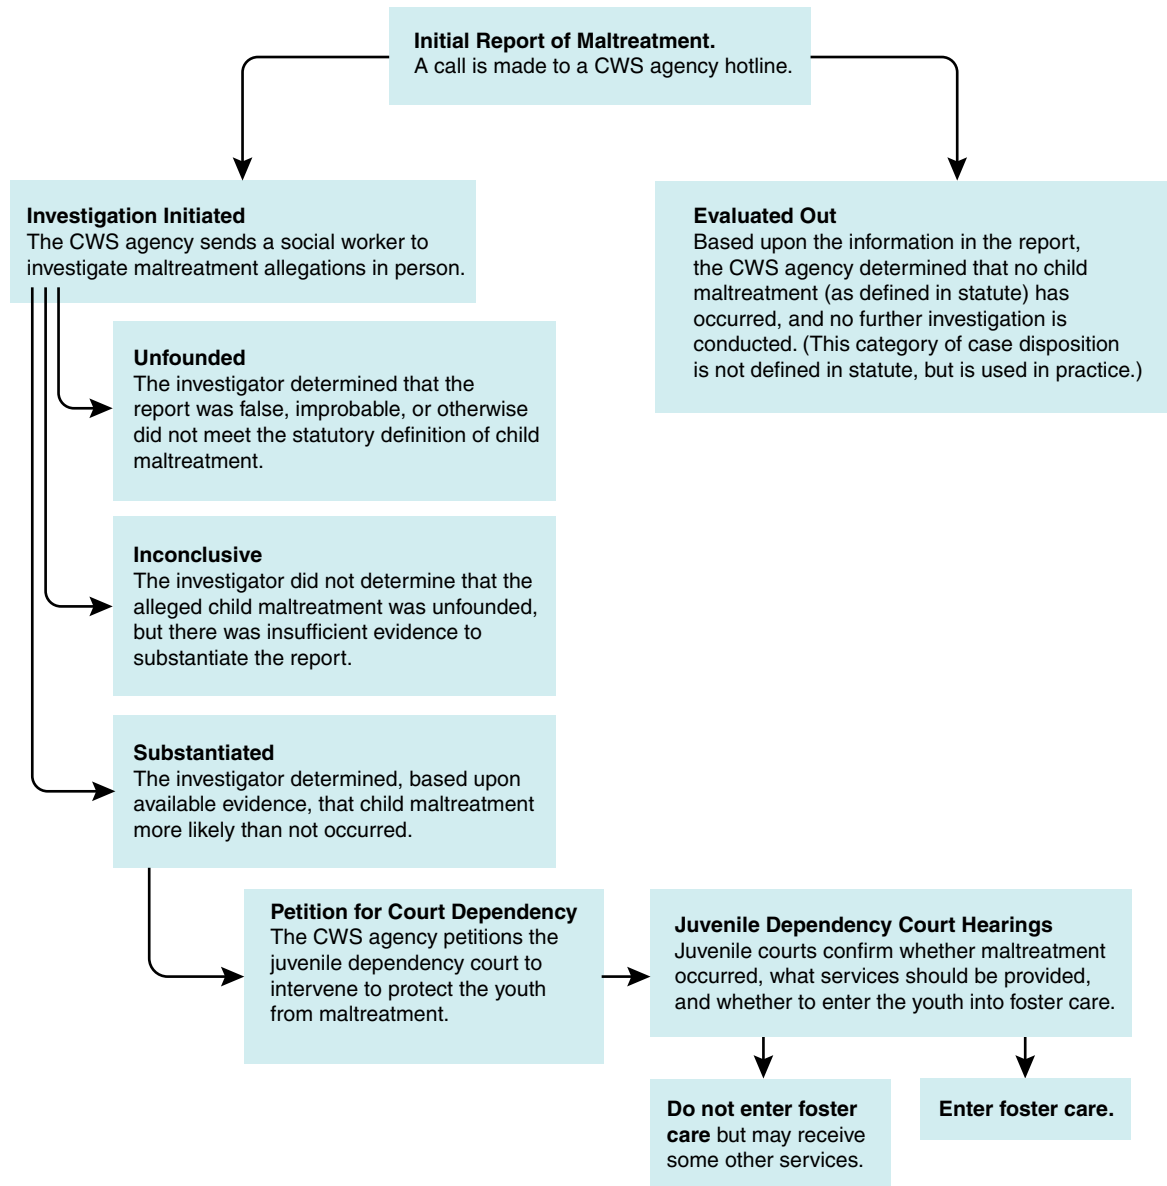 Initial Report of Maltreatment.
A call is made to a CWS agency hotline.
Investigation Initiated
The CWS agency sends a social worker to
investigate maltreatment allegations in person.
Evaluated Out
Based upon the information in the report,
the CWS agency determined that no child
maltreatment (as defined in statute) has
occurred, and no further investigation is
conducted. (This category of case disposition
is not defined in statute, but is used in practice.)
Unfounded
The investigator determined that the
report was false, improbable, or otherwise
did not meet the statutory definition of child
maltreatment.
Inconclusive
The investigator did not determine that the
alleged child maltreatment was unfounded,
but there was insufficient evidence to
substantiate the report.
Substantiated
The investigator determined, based upon
available evidence, that child maltreatment
more likely than not occurred.
Petition for Court Dependency
The CWS agency petitions the
juvenile dependency court to
intervene to protect the youth
from maltreatment.
Juvenile Dependency Court Hearings
Juvenile courts confirm whether maltreatment
occurred, what services should be provided,
and whether to enter the youth into foster care.
Do not enter foster
care but may receive
some other services.
Enter foster care.